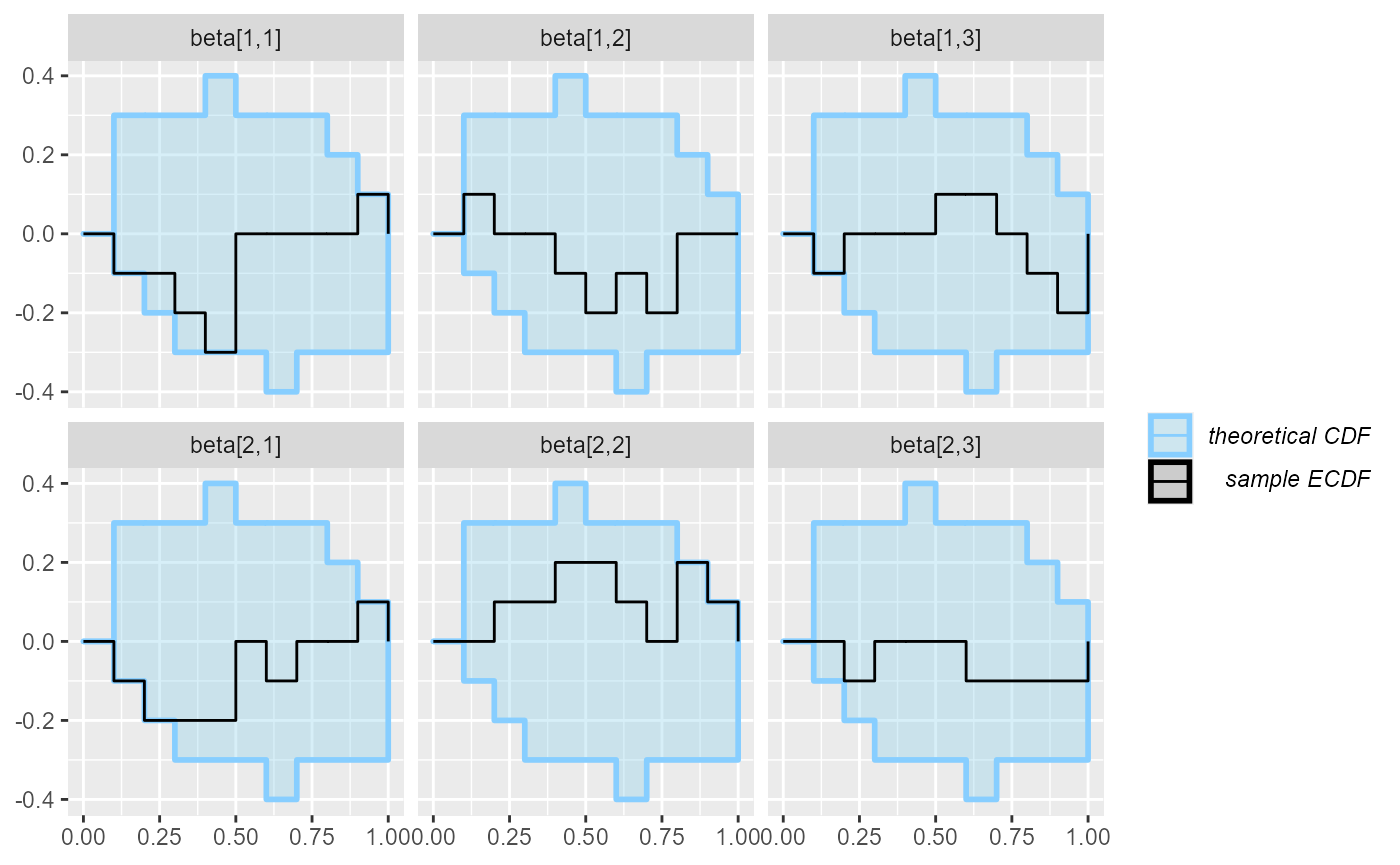 beta[1,1] beta[1,2] beta[1,3]
0.4
0.2
0.0
-0.2
-0.4
beta[2,1] beta[2,2] beta[2,3]
0.4
0.2
0.0
-0.2
-0.4
0.00 0.25 0.50 0.75 1.00 0.00 0.25 0.50 0.75 1.00 0.00 0.25 0.50 0.75 1.00
theoretical CDF
sample ECDF